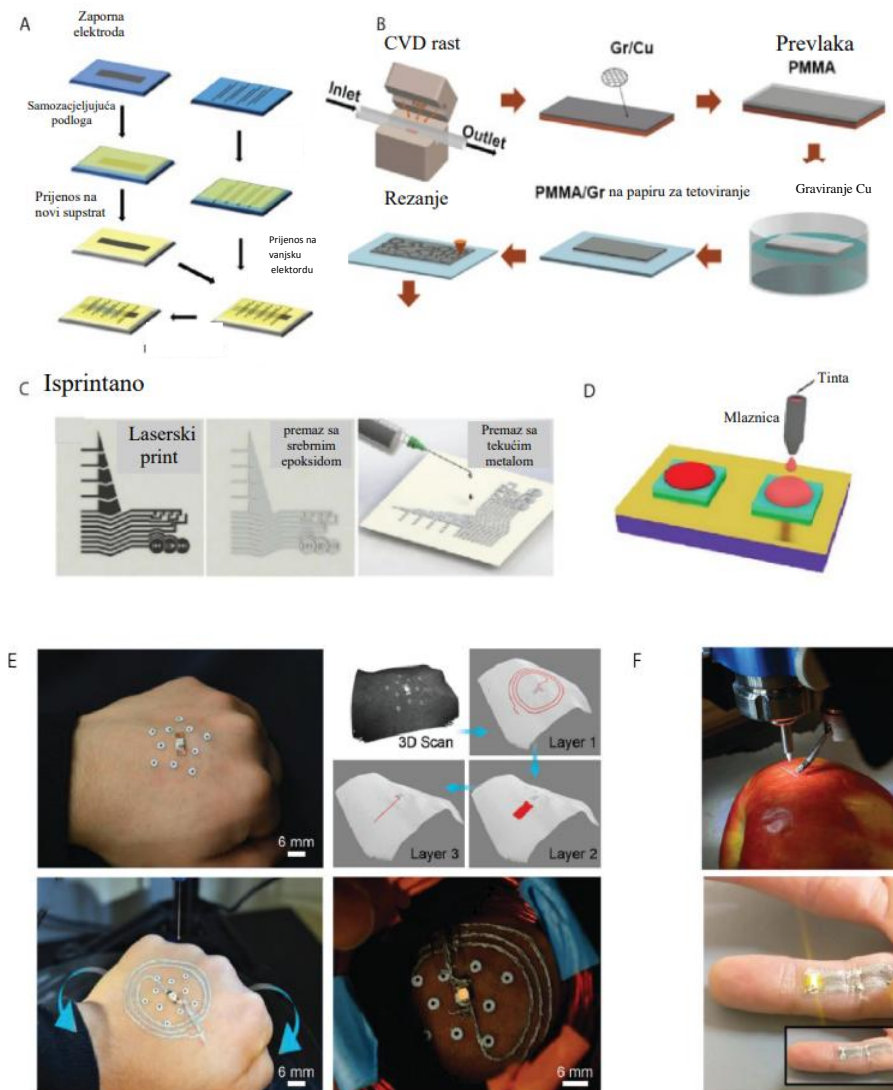 A
Zaporna
elektroda
Samozacjeljujuća
podloga
Prijenos na
novi supstrat
Prijenos na
vanjsku
elektordu
B
CVD rast
Inlet
Outlet
Gr/Cu
Prevlaka
PMMA
Rezanje
PMMA/Gr na papiru za tetoviranje
Graviranje Cu
C Isprintano
Laserski
print
premaz sa
srebrnim
epoksidom
Premaz sa
tekućim
metalom
D
Tinta
Mlaznica
E
6 mm
3D Scan
Layer 1
Layer 3
Layer 2
6 mm
6 mm
F